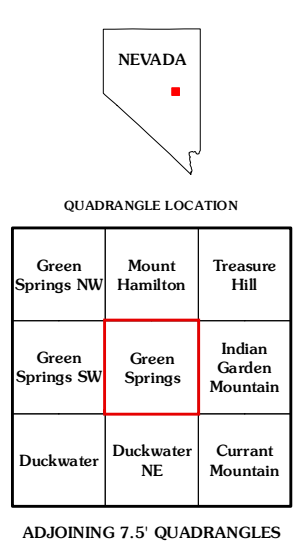 NEVADA
QUADRANGLE LOCATION
Green
Springs NW
Mount
Hamilton
Treasure
Hill
Green
Springs SW
Green
Springs
Indian
Garden
Mountain
Duckwater
Duckwater
NE
Currant
Mountain
ADJOINING 7.5' QUADRANGLES